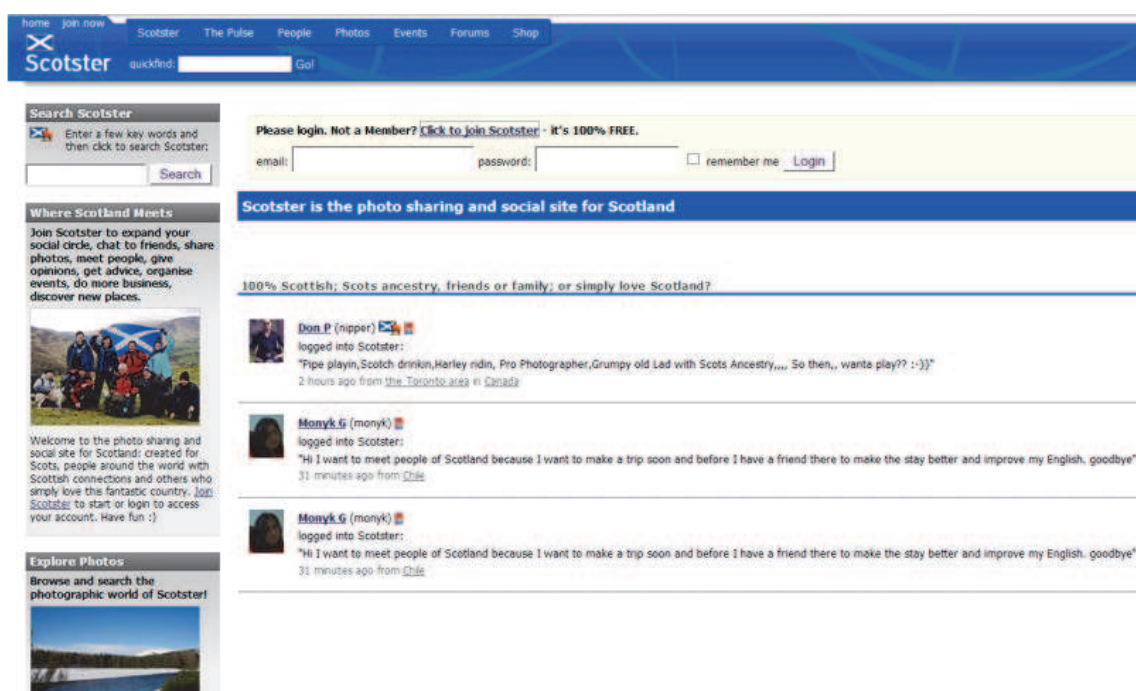 home join now
Scotster The Pulse People Photos Events Forums Shop
Scotster
quickfind: Go!
Search Scotster
Enter a few key words and
then click to search Scotster:
Search
Where Scotland Meets
Join Scotster to expand your
social circle, chat to friends, share
photos, meet people, give
opinions, get advice, organise
events, do more business,
discover new places.
Welcome to the photo sharing and
social site for Scotland: created for
Scots, people around the world with
Scottish connections and others who
simply love this fantastic country. Join
Scotster to start or login to access
your account. Have fun :)
Explore Photos
Browse and search the
photographic world of Scotster!
Please login. Not a Member? Click to join Scotster - it's 100% FREE.
email: password: remember me Login
Scotster is the photo sharing and social site for Scotland
100% Scottish; Scots ancestry, friends or family; or simply love Scotland?
Don P (nipper)
logged into Scotster:
"Pipe playin,Scotch drinkin,Harley ridin, Pro Photographer,Grumpy old Lad with Scots Ancestry,,,, So then,, wanta play?? :-}}"
2 hours ago from the Toronto area in Canada
Monyk G (monyk)
logged into Scotster:
"Hi I want to meet people of Scotland because I want to make a trip soon and before I have a friend there to make the stay better and improve my English. goodbye"
31 minutes ago from Chile
Monyk G (monyk)
logged into Scotster:
"Hi I want to meet people of Scotland because I want to make a trip soon and before I have a friend there to make the stay better and improve my English. goodbye"
31 minutes ago from Chile